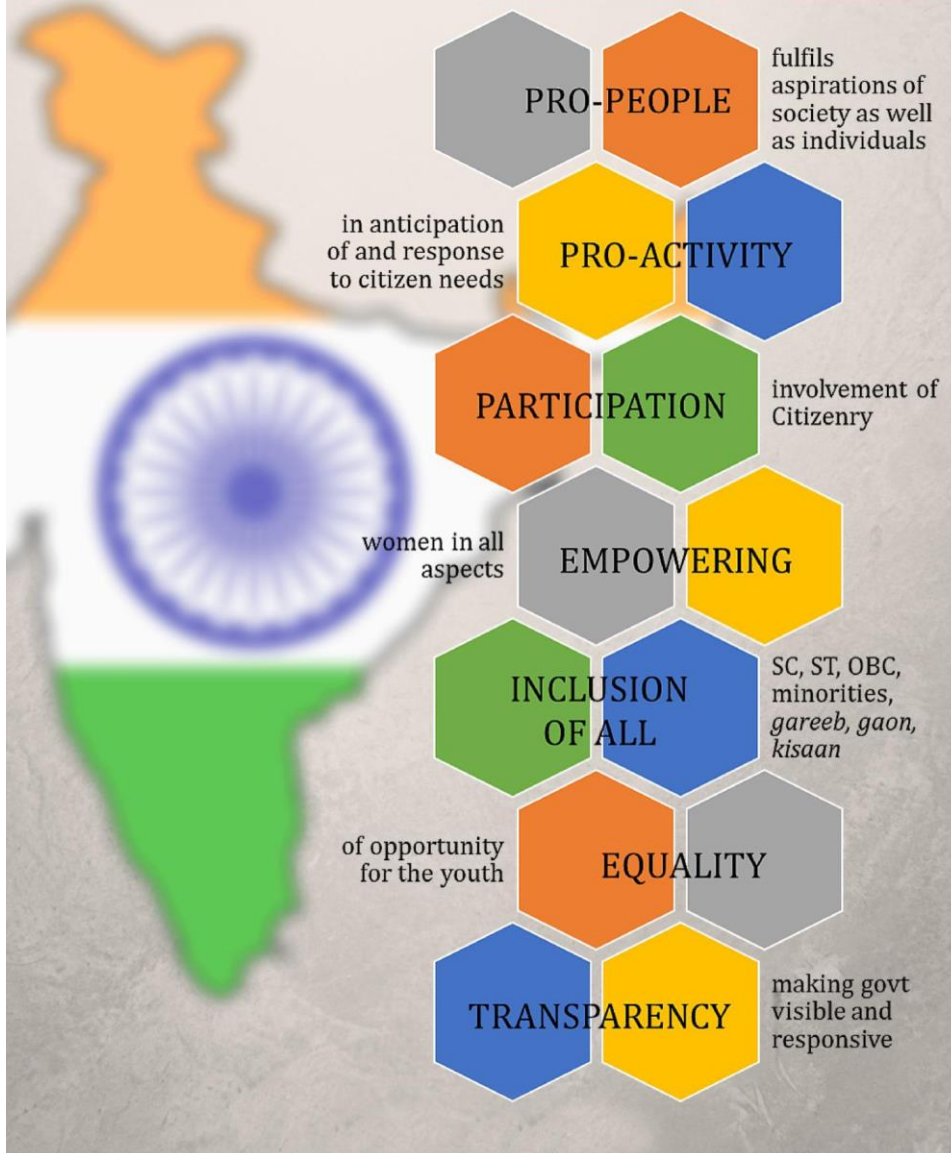 PRO-PEOPLE
fulfils
aspirations of
society as well
as individuals
in anticipation
of and response
to citizen needs
PRO-ACTIVITY
PARTICIPATION
involvement of
Citizenry
women in all
aspects
EMPOWERING
INCLUSION
OF ALL
SC, ST, OBC,
minorities,
gareeb, gaon,
kisaan
of opportunity
for the youth
EQUALITY
TRANSPARENCY
making govt
visible and
responsive